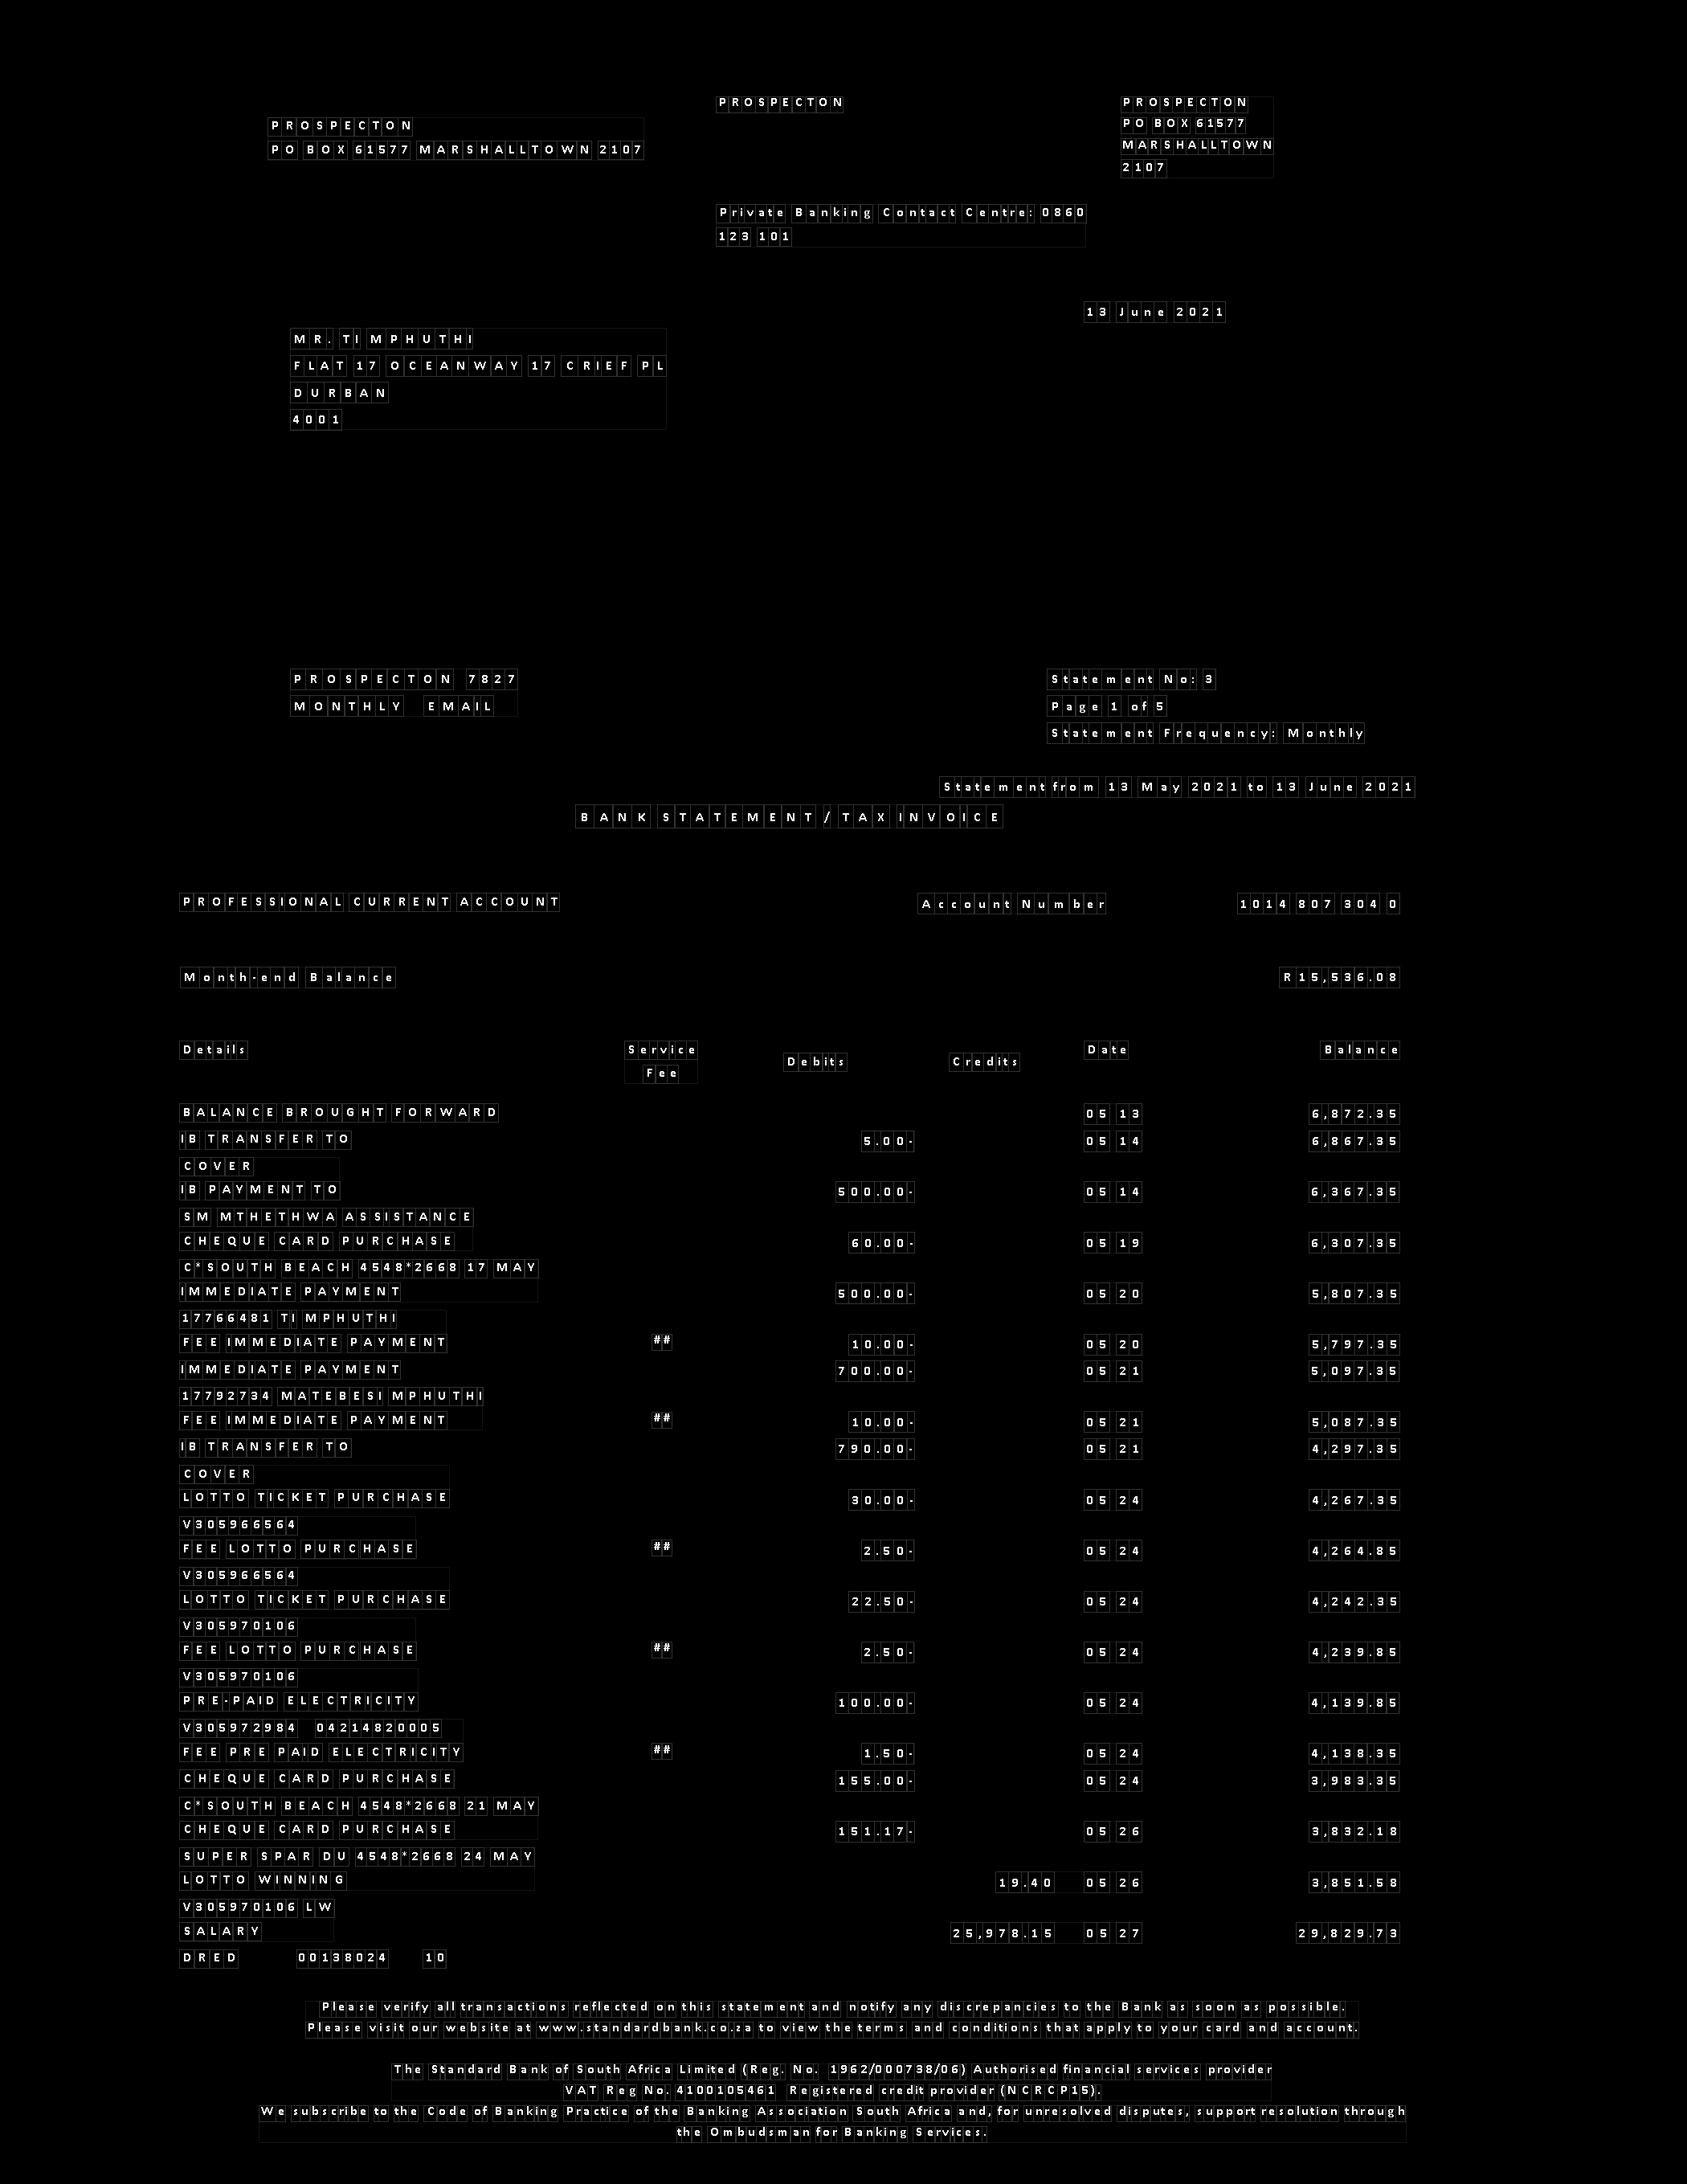 PROSPECTON
PO BOX 61577 MARSHALLTOWN 2107
PROSPECTON
PROSPECTON
PO BOX 61577
MARSHALLTOWN
2107
Private Banking Contact Centre: 0860
123 101
13 June 2021
MR. TI MPHUTHI
FLAT 17 OCEANWAY 17 CRIEF PL
DURBAN
4001
PROSPECTON 7827
MONTHLY EMAIL
Statement No: 3
Page 1 of 5
Statement Frequency: Monthly
Statement from 13 May 2021 to 13 June 2021
BANK STATEMENT / TAX INVOICE
PROFESSIONAL CURRENT ACCOUNT Account Number 1014 807 304 0
Month-end Balance R15,536.08
Details Service Fee Debits Credits Date Balance
BALANCE BROUGHT FORWARD 05 13 6,872.35
IB TRANSFER TO 5.00- 05 14 6,867.35
COVER
IB PAYMENT TO 500.00- 05 14 6,367.35
SM MTHETHWA ASSISTANCE
CHEQUE CARD PURCHASE 60.00- 05 19 6,307.35
C*SOUTH BEACH 4548*2668 17 MAY
IMMEDIATE PAYMENT 500.00- 05 20 5,807.35
17766481 TI MPHUTHI
FEE IMMEDIATE PAYMENT ## 10.00- 05 20 5,797.35
IMMEDIATE PAYMENT 700.00- 05 21 5,097.35
17792734 MATEBESI MPHUTHI
FEE IMMEDIATE PAYMENT ## 10.00- 05 21 5,087.35
IB TRANSFER TO 790.00- 05 21 4,297.35
COVER
LOTTO TICKET PURCHASE 30.00- 05 24 4,267.35
V305966564
FEE LOTTO PURCHASE ## 2.50- 05 24 4,264.85
V305966564
LOTTO TICKET PURCHASE 22.50- 05 24 4,242.35
V305970106
FEE LOTTO PURCHASE ## 2.50- 05 24 4,239.85
V305970106
PRE-PAID ELECTRICITY 100.00- 05 24 4,139.85
V305972984 04214820005
FEE PRE PAID ELECTRICITY ## 1.50- 05 24 4,138.35
CHEQUE CARD PURCHASE 155.00- 05 24 3,983.35
C*SOUTH BEACH 4548*2668 21 MAY
CHEQUE CARD PURCHASE 151.17- 05 26 3,832.18
SUPER SPAR DU 4548*2668 24 MAY
LOTTO WINNING 19.40 05 26 3,851.58
V305970106 LW
SALARY 25,978.15 05 27 29,829.73
DRED 00138024 10
Please verify all transactions reflected on this statement and notify any discrepancies to the Bank as soon as possible.
Please visit our website at www.standardbank.co.za to view the terms and conditions that apply to your card and account.
The Standard Bank of South Africa Limited (Reg. No. 1962/000738/06) Authorised financial services provider
VAT Reg No. 4100105461 Registered credit provider (NCRCP15).
We subscribe to the Code of Banking Practice of the Banking Association South Africa and, for unresolved disputes, support resolution through
the Ombudsman for Banking Services.